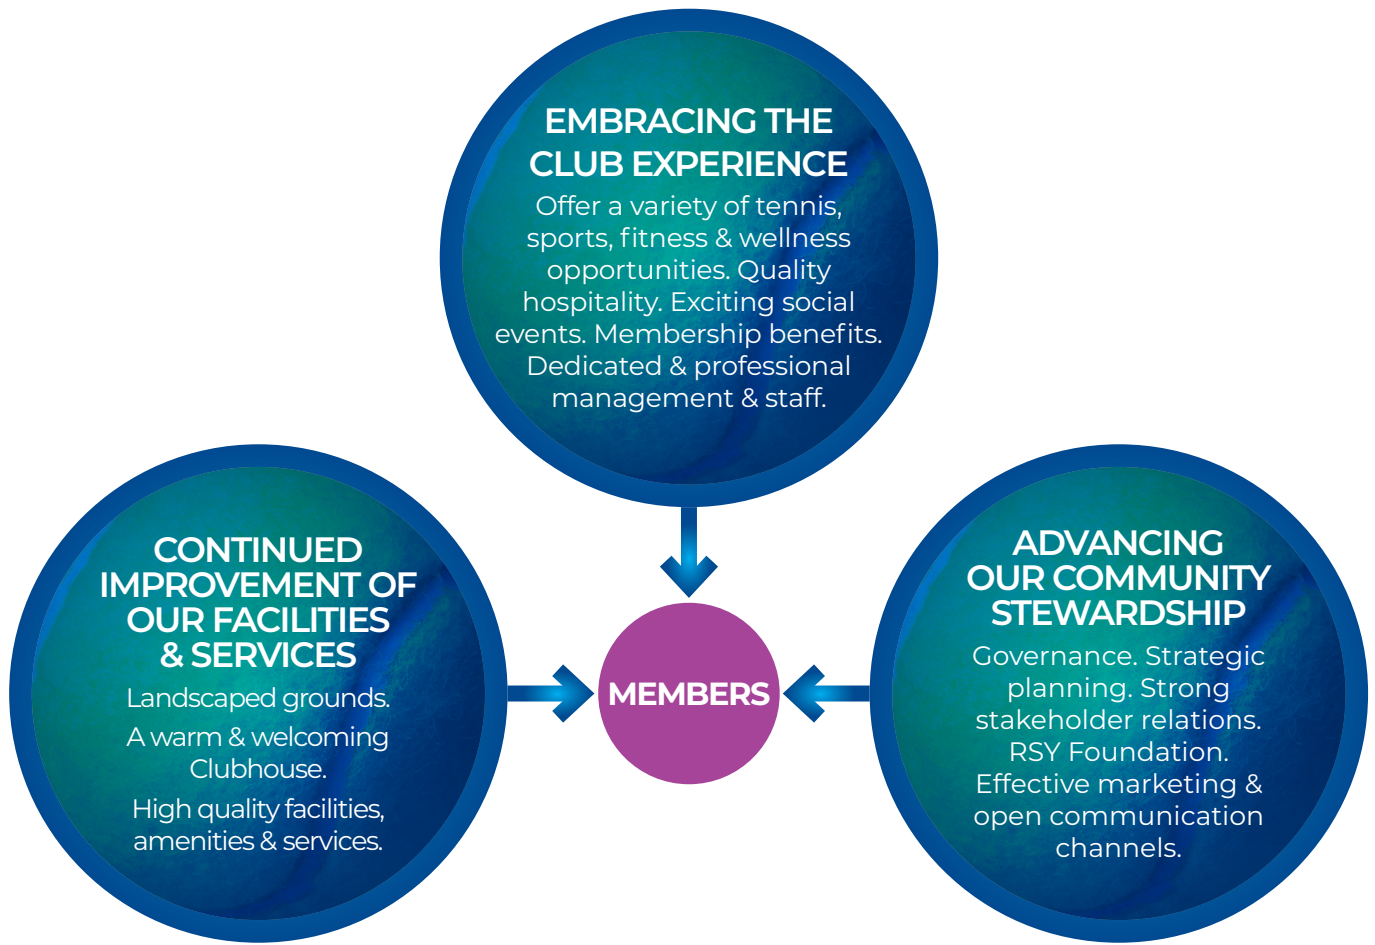 EMBRACING THE
CLUB EXPERIENCE
Offer a variety of tennis,
sports, fitness & wellness
opportunities. Quality
hospitality. Exciting social
events. Membership benefits.
Dedicated & professional
management & staff.
CONTINUED
IMPROVEMENT OF
OUR FACILITIES
& SERVICES
Landscaped grounds.
A warm & welcoming
Clubhouse.
High quality facilities,
amenities & services.
MEMBERS
ADVANCING
OUR COMMUNITY
STEWARDSHIP
Governance. Strategic
planning. Strong
stakeholder relations.
RSY Foundation.
Effective marketing &
open communication
channels.